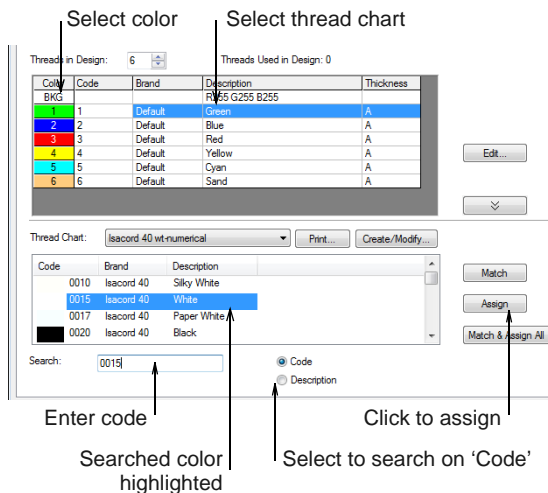 Select color Select thread chart
Threads in Design: 6 Threads Used in Design: 0
Color Code Brand Description Thickness
BKG R255 G255 B255
1 1 Default Green A
2 2 Default Blue A
3 3 Default Red A
4 4 Default Yellow A
5 5 Default Cyan A
6 6 Default Sand A
Edit...
Thread Chart: Isacord 40 wt-numerical Print... Create/Modify...
Code Brand Description
0010 Isacord 40 Silky White
0015 Isacord 40 White
0017 Isacord 40 Paper White
0020 Isacord 40 Black
Match
Assign
Match & Assign All
Search: 0015 Code
Description
Enter code Click to assign
Searched color Select to search on ‘Code’
highlighted